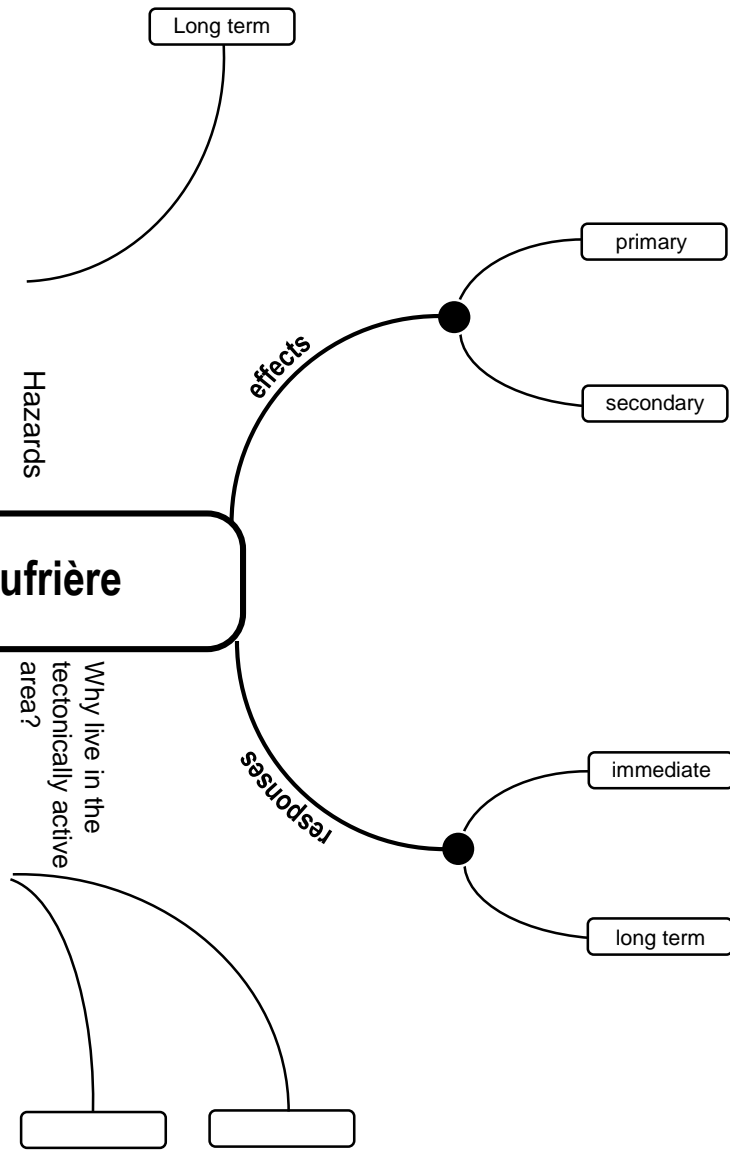 Long term
primary
effects
secondary
Hazards
ufrière
Why live in the
tectonically active
area?
responses
immediate
long term